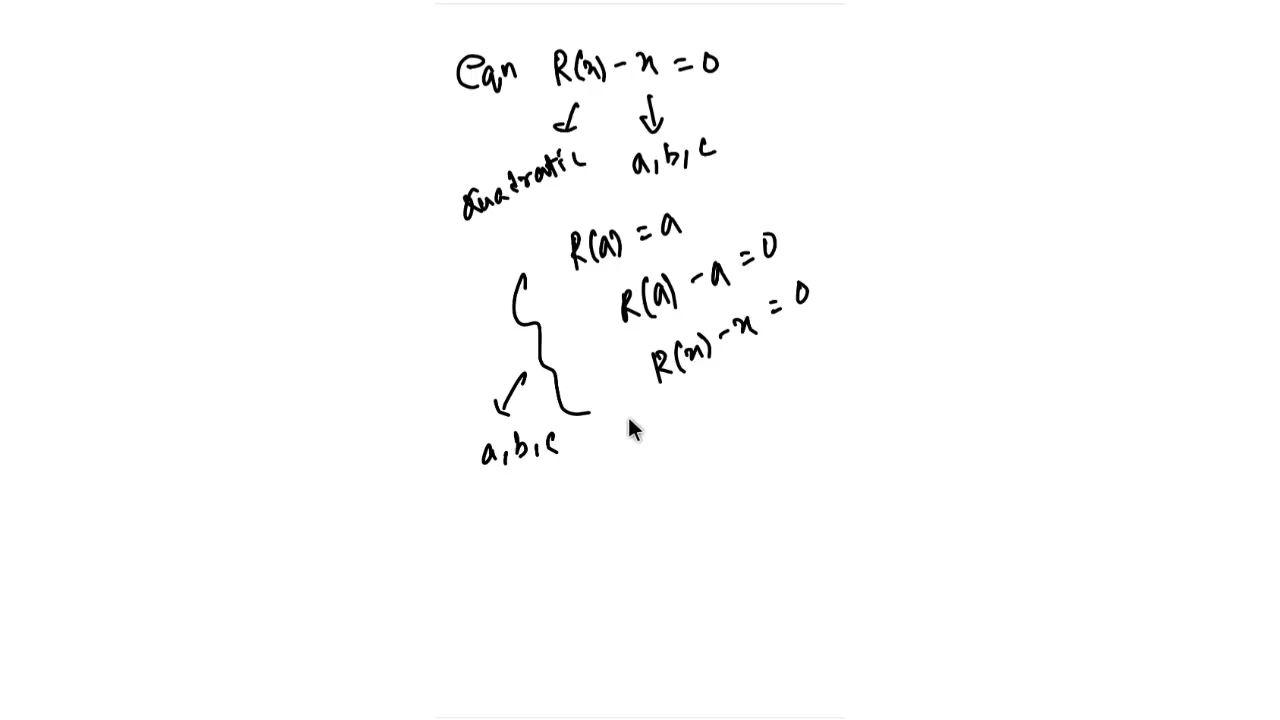 Eqn R(x) - x = 0
quadratic a, b, c
R(a) = a
R(a) - a = 0
R(x) - x = 0
a, b, c